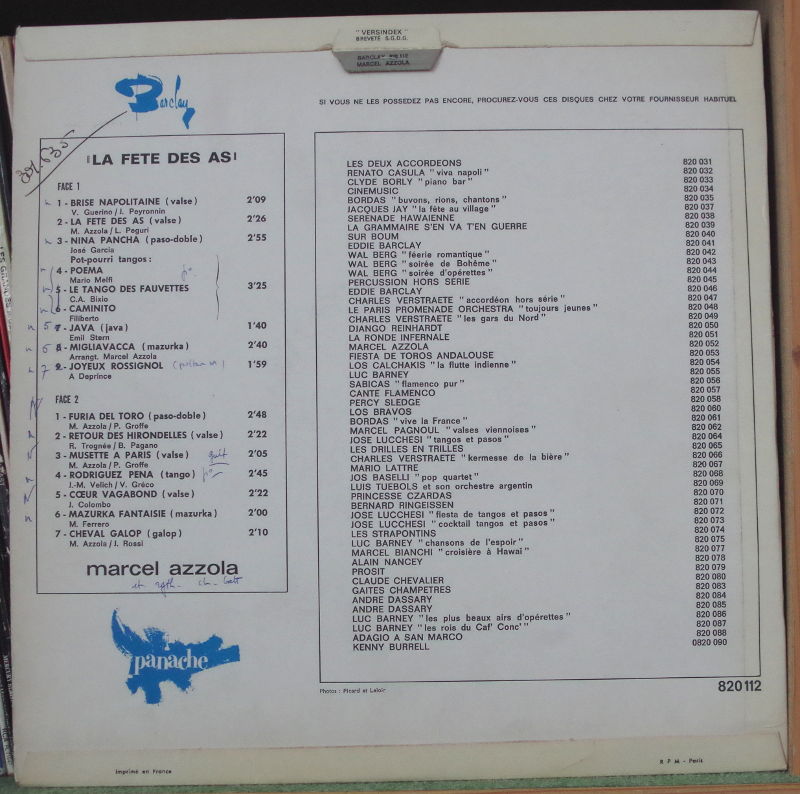 "VERSINDEX"
BREVETÉ S.G.D.G.
BARCLAY 820.112
MARCEL AZZOLA
Barclay
SI VOUS NE LES POSSEDEZ PAS ENCORE, PROCUREZ-VOUS CES DISQUES CHEZ VOTRE FOURNISSEUR HABITUEL
LA FETE DES AS
FACE 1
1 - BRISE NAPOLITAINE (valse) 2'09
V. Guerino / J. Peyronnin
2 - LA FETE DES AS (valse) 2'26
M. Azzola / L. Peguri
3 - NINA PANCHA (paso-doble) 2'55
José Garcia
Pot-pourri tangos :
4 - POEMA
Mario Melfi
5 - LE TANGO DES FAUVETTES 3'25
C.A. Bixio
6 - CAMINITO
Filiberto
7 - JAVA (java) 1'40
Emil Stern
8 - MIGLIAVACCA (mazurka) 2'40
Arrangt. Marcel Azzola
9 - JOYEUX ROSSIGNOL 1'59
A Deprince
FACE 2
1 - FURIA DEL TORO (paso-doble) 2'48
M. Azzola / P. Groffe
2 - RETOUR DES HIRONDELLES (valse) 2'22
R. Trognée / B. Pagano
3 - MUSETTE A PARIS (valse) 2'05
M. Azzola / P. Groffe
4 - RODRIGUEZ PENA (tango) 2'45
J.-M. Velich / V. Gréco
5 - CŒUR VAGABOND (valse) 2'22
J. Colombo
6 - MAZURKA FANTAISIE (mazurka) 2'00
M. Ferrero
7 - CHEVAL GALOP (galop) 2'10
M. Azzola / J. Rossi
marcel azzola
panache
LES DEUX ACCORDEONS 820 031
RENATO CASULA "viva napoli" 820 032
CLYDE BORLY "piano bar" 820 033
CINEMUSIC 820 034
BORDAS "buvons, rions, chantons" 820 035
JACQUES JAY "la fête au village" 820 037
SERENADE HAWAIENNE 820 038
LA GRAMMAIRE S'EN VA T'EN GUERRE 820 039
SUR BOUM 820 040
EDDIE BARCLAY 820 041
WAL BERG "féerie romantique" 820 042
WAL BERG "soirée de Bohême" 820 043
WAL BERG "soirée d'opérettes" 820 044
PERCUSSION HORS SÉRIE 820 045
EDDIE BARCLAY 820 046
CHARLES VERSTRAETE "accordéon hors série" 820 047
LE PARIS PROMENADE ORCHESTRA "toujours jeunes" 820 048
CHARLES VERSTRAETE "les gars du Nord" 820 049
DJANGO REINHARDT 820 050
LA RONDE INFERNALE 820 051
MARCEL AZZOLA 820 052
FIESTA DE TOROS ANDALOUSE 820 053
LOS CALCHAKIS "la flutte indienne" 820 054
LUC BARNEY 820 055
SABICAS "flamenco pur" 820 056
CANTE FLAMENCO 820 057
PERCY SLEDGE 820 058
LOS BRAVOS 820 060
BORDAS "vive la France" 820 061
MARCEL PAGNOUL "valses viennoises" 820 062
JOSE LUCCHESI "tangos et pasos" 820 064
LES DRILLES EN TRILLES 820 065
CHARLES VERSTRAETE "kermesse de la bière" 820 066
MARIO LATTRE 820 067
JOS BASELLI "pop quartet" 820 068
LUIS TUEBOLS et son orchestre argentin 820 069
PRINCESSE CZARDAS 820 070
BERNARD RINGEISSEN 820 071
JOSE LUCCHESI "fiesta de tangos et pasos" 820 072
JOSE LUCCHESI "cocktail tangos et pasos" 820 073
LES STRAPONTINS 820 074
LUC BARNEY "chansons de l'espoir" 820 075
MARCEL BIANCHI "croisière à Hawaï" 820 077
ALAIN NANCEY 820 078
PROSIT 820 079
CLAUDE CHEVALIER 820 080
GAITES CHAMPETRES 820 083
ANDRE DASSARY 820 084
ANDRE DASSARY 820 085
LUC BARNEY "les plus beaux airs d'opérettes" 820 086
LUC BARNEY "les rois du Caf' Conc'" 820 087
ADAGIO A SAN MARCO 820 088
KENNY BURRELL 0820 090
Photos : Picard et Leloir
820112
Imprimé en France
R P M - Paris